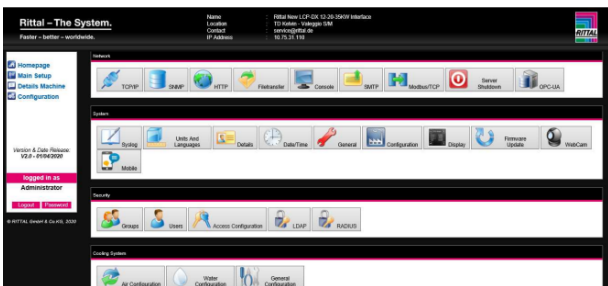 Rittal – The System.
Faster – better – worldwide.
Name : Rittal New LCP-DX 12-20-35KW Interface
Location : TD Kelvin - Valeggio S/M
Contact : service@rittal.de
IP Address : 10.75.31.110
RITTAL
Homepage
Main Setup
Details Machine
Configuration
Version & Date Release:
V2.0 - 01/04/2020
logged in as
Administrator
Logout Password
© RITTAL GmbH & Co.KG, 2020
Network
TCP/IP SNMP HTTP Filetransfer Console SMTP Modbus/TCP Server Shutdown OPC-UA
System
Syslog Units And Languages Details Date/Time General Configuration Display Firmware Update WebCam
Mobile
Security
Groups Users Access Configuration LDAP RADIUS
Cooling System
Air Configuration Water Configuration General Configuration